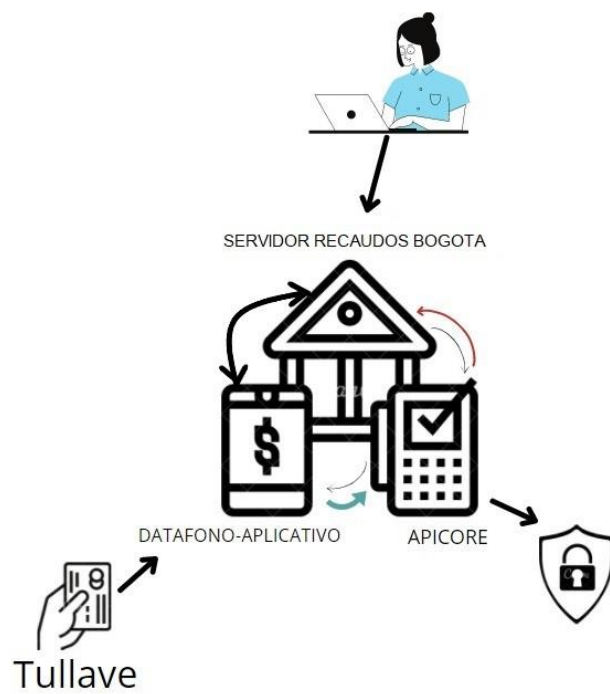 SERVIDOR RECAUDOS BOGOTA
$
DATAFONO-APLICATIVO
APICORE
Tullave